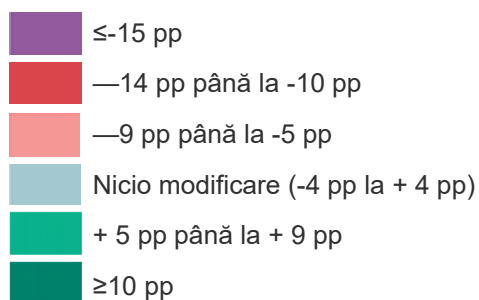 ≤-15 pp
—14 pp până la -10 pp
—9 pp până la -5 pp
Nicio modificare (-4 pp la + 4 pp)
+ 5 pp până la + 9 pp
≥10 pp